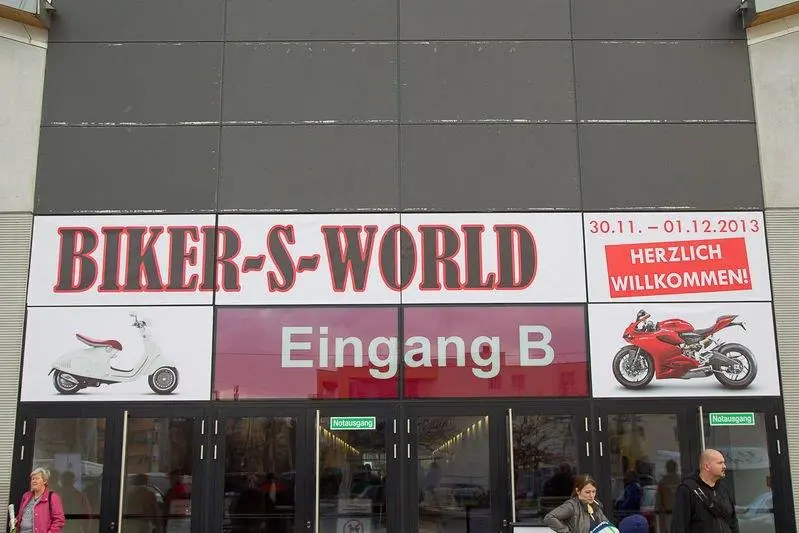 BIKER-S-WORLD
30.11. – 01.12.2013
HERZLICH
WILLKOMMEN!
Eingang B
Notausgang
Notausgang